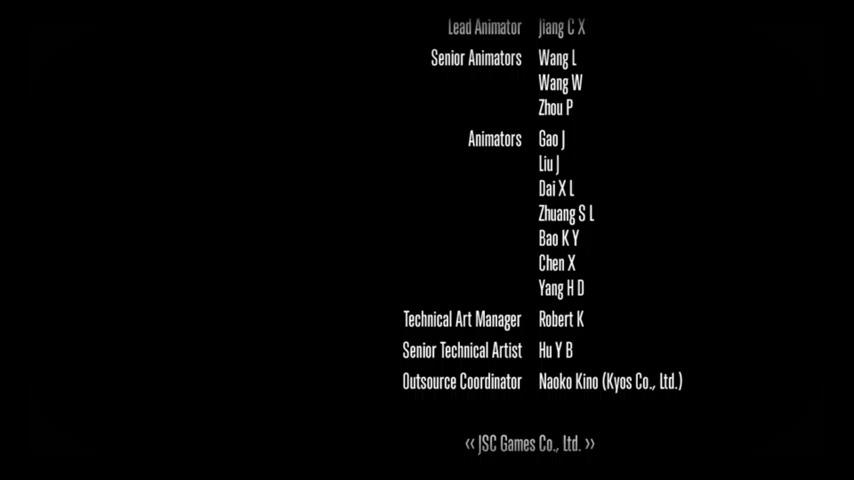 Lead Animator Jiang C X
Senior Animators Wang L
Wang W
Zhou P
Animators Gao J
Liu J
Dai X L
Zhuang S L
Bao K Y
Chen X
Yang H D
Technical Art Manager Robert K
Senior Technical Artist Hu Y B
Outsource Coordinator Naoko Kino (Kyos Co., Ltd.)
<< JSC Games Co., Ltd. >>